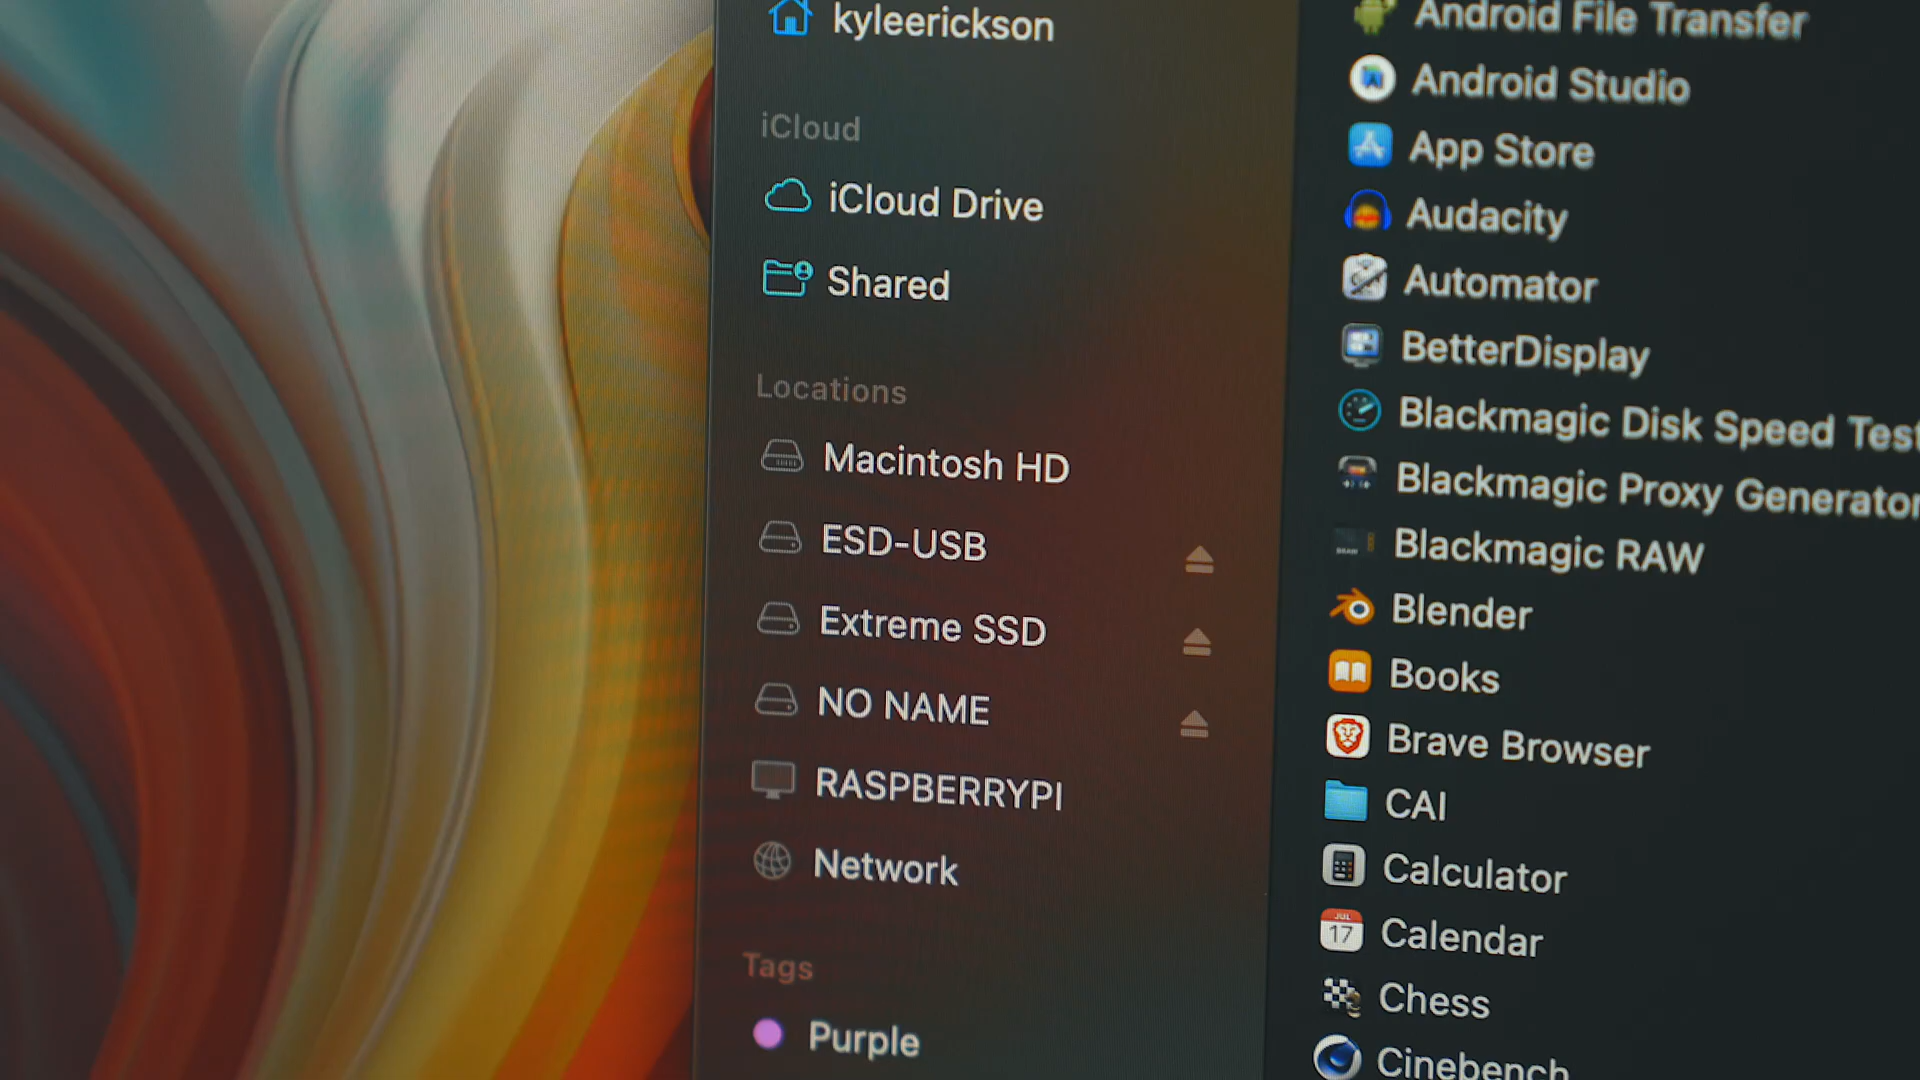 kyleerickson
iCloud
iCloud Drive
Shared
Locations
Macintosh HD
ESD-USB
Extreme SSD
NO NAME
RASPBERRYPI
Network
Tags
Purple
Android File Transfer
Android Studio
App Store
Audacity
Automator
BetterDisplay
Blackmagic Disk Speed Test
Blackmagic Proxy Generator
Blackmagic RAW
Blender
Books
Brave Browser
CAI
Calculator
JUL
17
Calendar
Chess
Cinebench